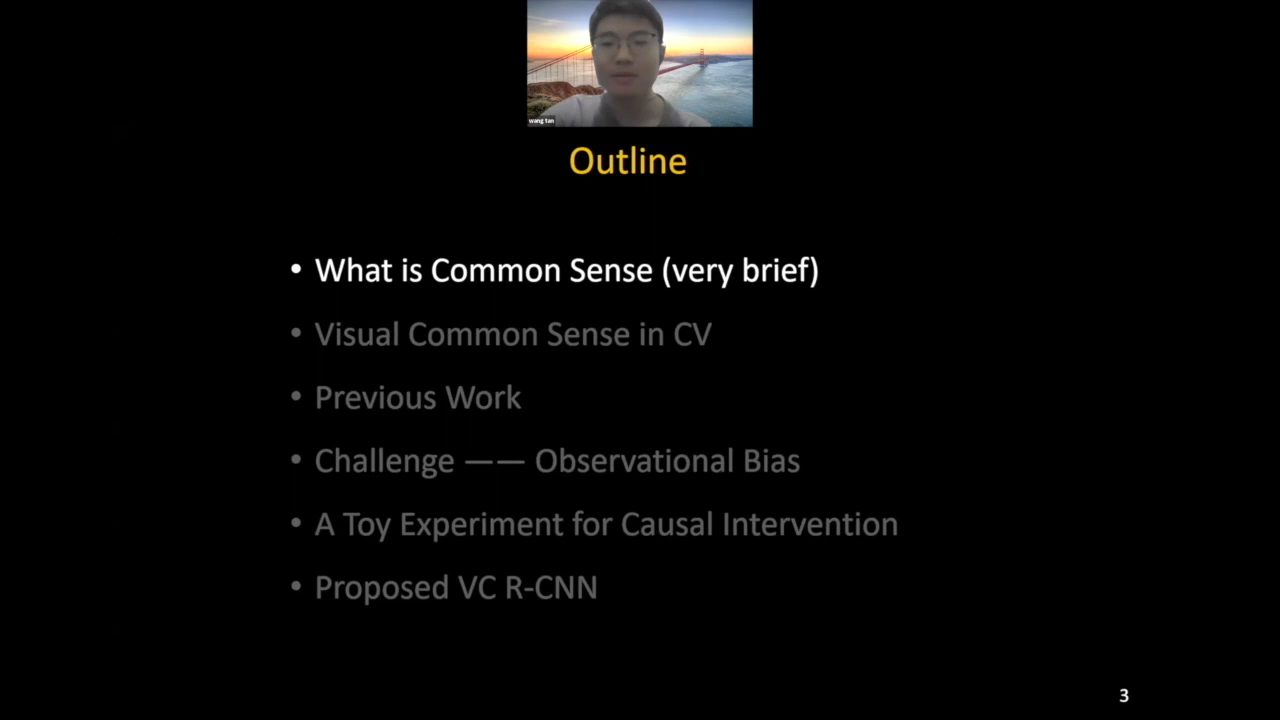 wang tan
Outline
• What is Common Sense (very brief)
• Visual Common Sense in CV
• Previous Work
• Challenge —— Observational Bias
• A Toy Experiment for Causal Intervention
• Proposed VC R-CNN
3